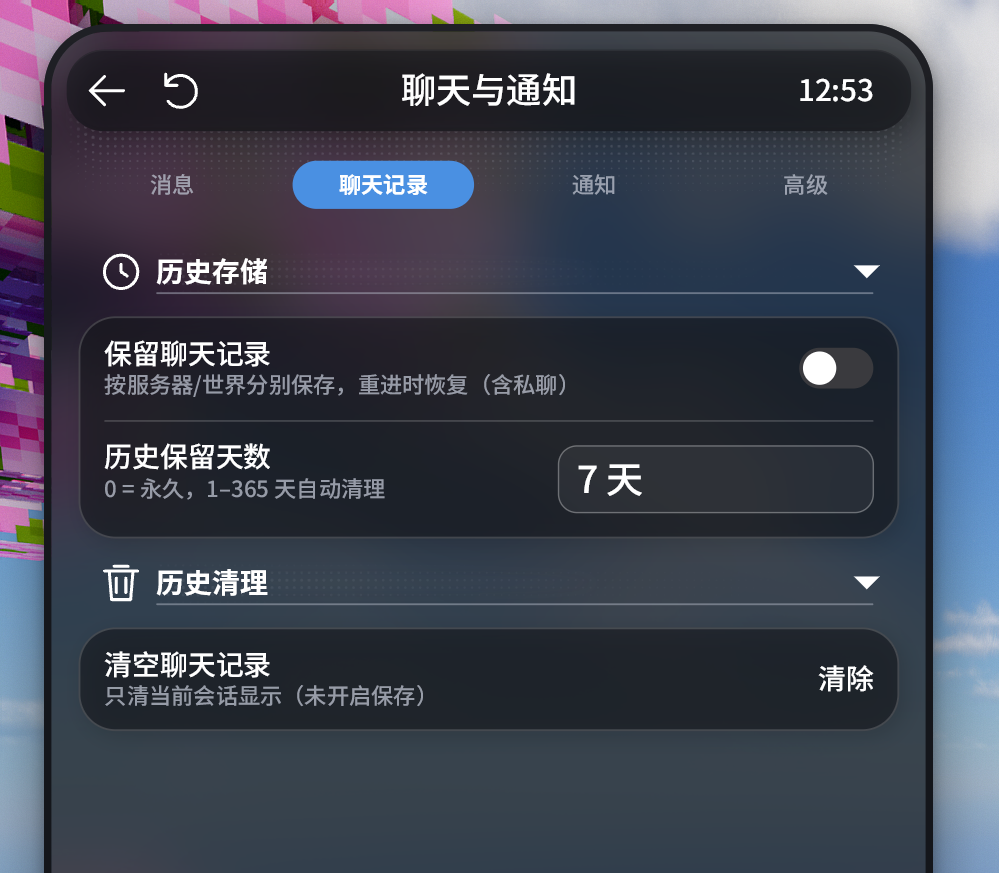 聊天与通知
12:53
消息
聊天记录
通知
高级
历史存储
保留聊天记录
按服务器/世界分别保存，重进时恢复（含私聊）
历史保留天数
0 = 永久，1–365 天自动清理
7 天
历史清理
清空聊天记录
只清当前会话显示（未开启保存）
清除